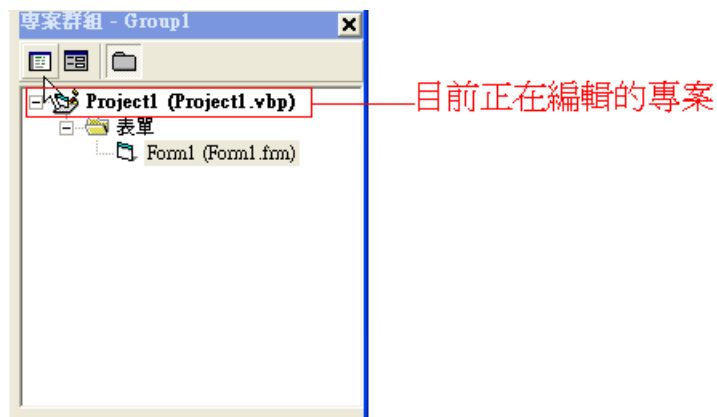 專案群組 - Group1
Project1 (Project1.vbp)
目前正在編輯的專案
表單
Form1 (Form1.frm)